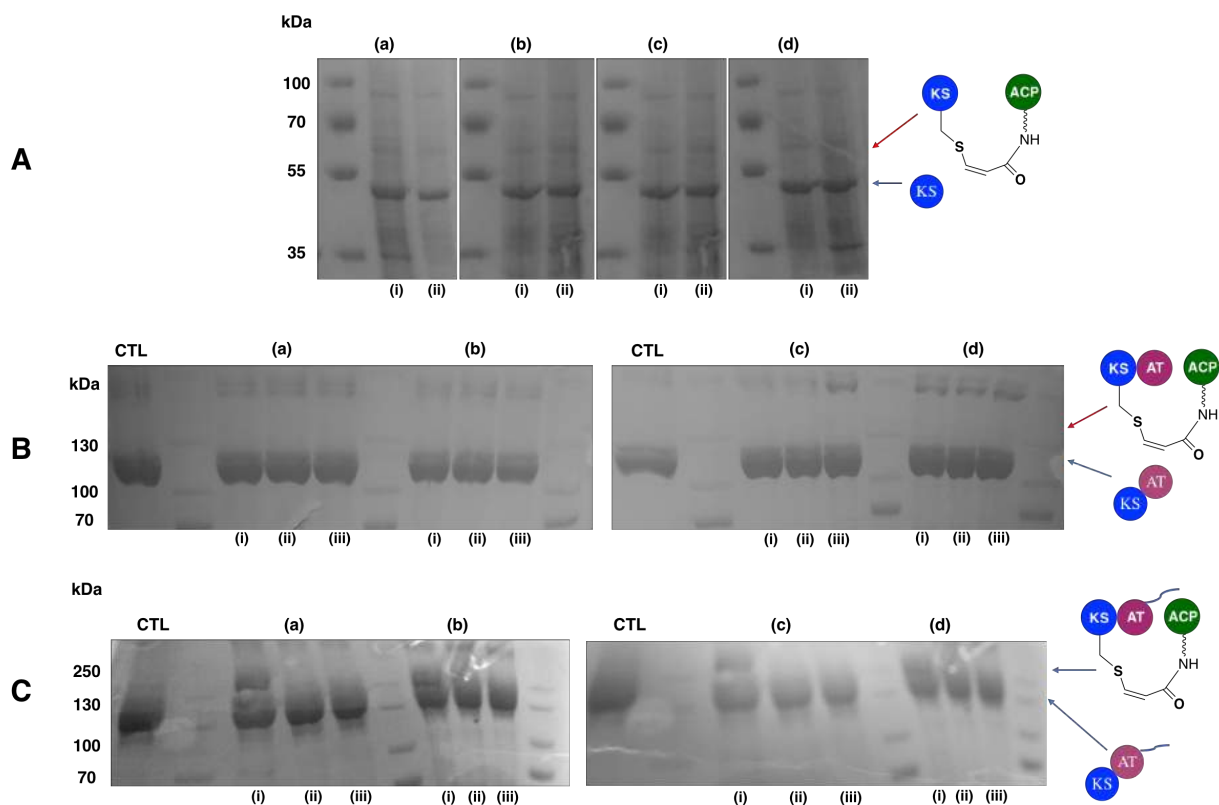 kDa
(a) (b) (c) (d)
100
70
55
35
A
KS ACP
S NH
O
KS
(i) (ii) (i) (ii) (i) (ii) (i) (ii)
CTL (a) (b) CTL (c) (d)
kDa
130
100
70
B
KS AT ACP
S NH
O
AT
KS
(i) (ii) (iii) (i) (ii) (iii) (i) (ii) (iii) (i) (ii) (iii)
kDa
CTL (a) (b) CTL (c) (d)
250
130
100
70
C
KS AT ACP
S NH
O
AT
KS
(i) (ii) (iii) (i) (ii) (iii) (i) (ii) (iii) (i) (ii) (iii)